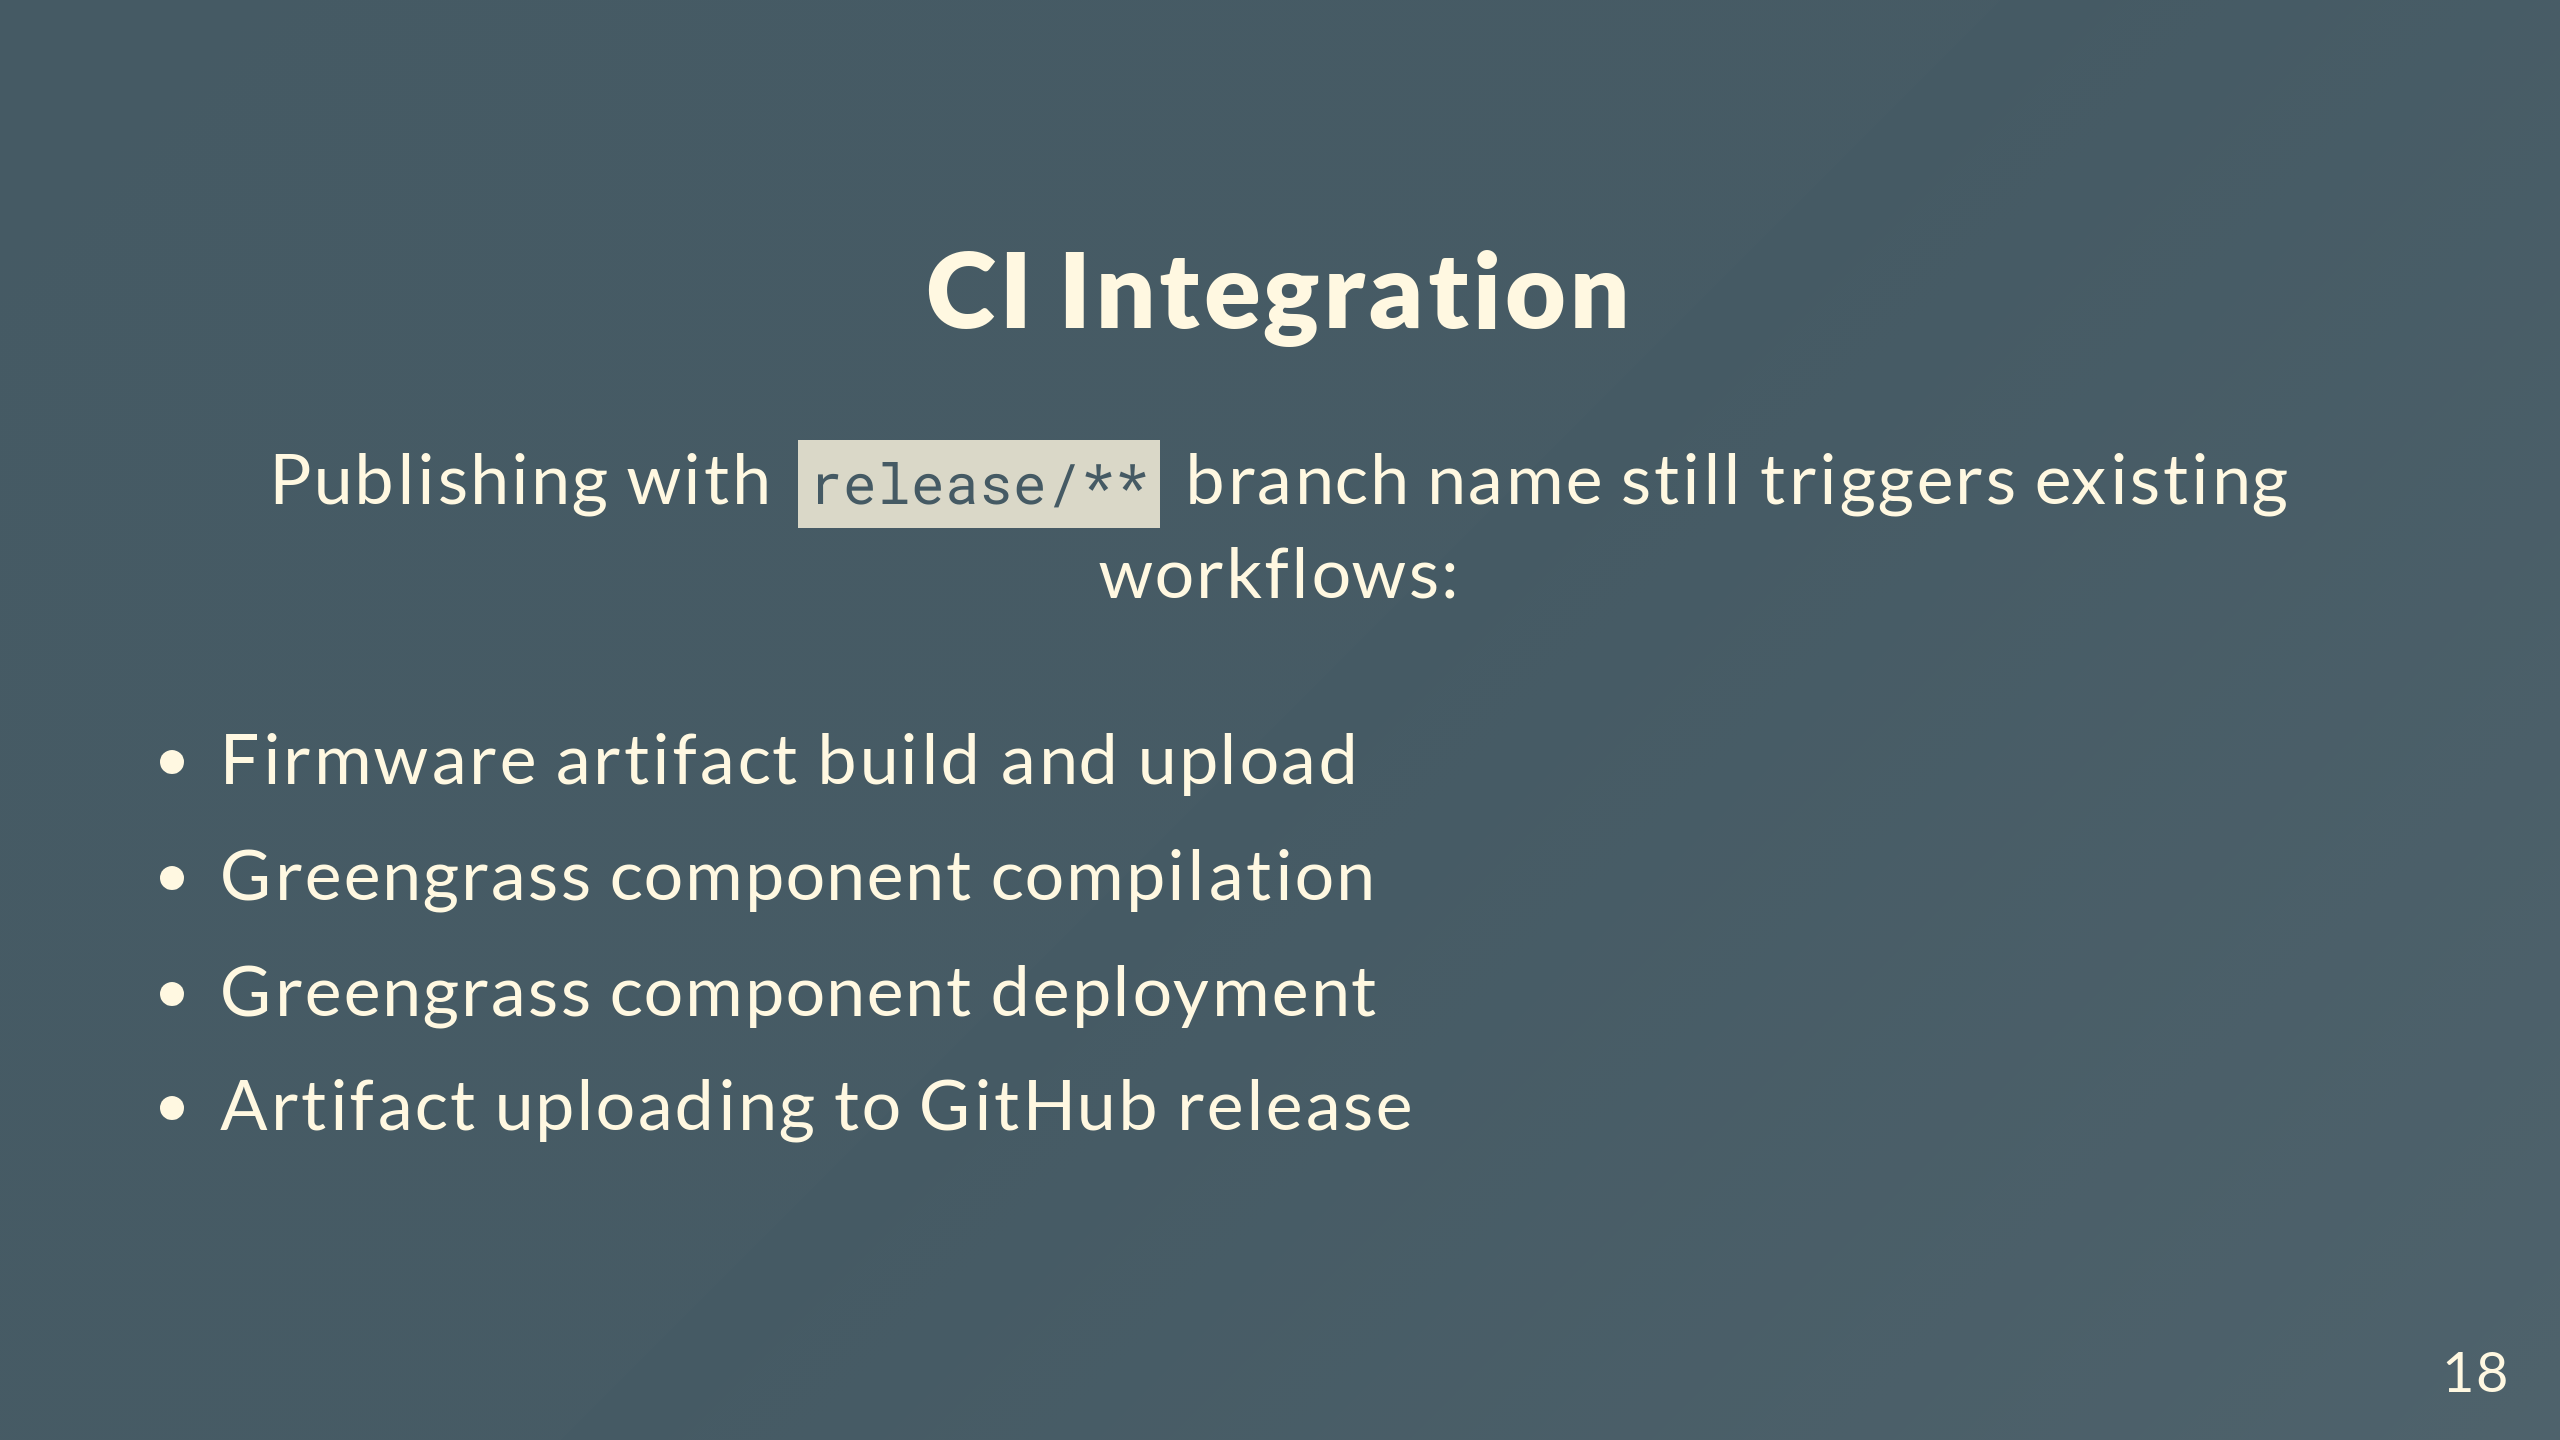 CI Integration
Publishing with release/** branch name still triggers existing
workflows:
• Firmware artifact build and upload
• Greengrass component compilation
• Greengrass component deployment
• Artifact uploading to GitHub release
18